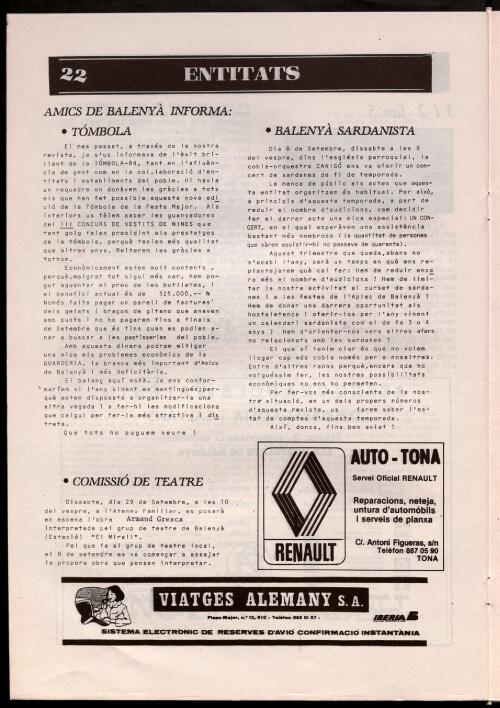 22
ENTITATS
AMICS DE BALENYÀ INFORMA:
• TÓMBOLA
El mes passat, a través de la nostra
revista, ja s'us informava de l'èxit bri-
llant de la TÓMBOLA-84, tant en l'afluèn-
cia de gent com en la col.laboració d'en-
titats i establiments del poble. Hi havia
un requadre on donàven les gràcies a tots
els que han fet possible aquesta nova edi
ció de la Tómbola de la Festa Major. Als
interiors us fèiem saber les guanyadores
del III CONCURS DE VESTITS DE NINES que
tant goig feien presidint els prestatges
de la tómbola, perquè tenien més qualitat
que altres anys. Reiterem les gràcies a
tothom.
Econòmicament estem molt contents ,
perquè, malgrat tot sigui més car, hem po-
gut aguantar el preu de les butlletes, i
el benefici actual és de 325.000,-- M
Només falta pagar un parell de factures
dels gelats i braços de gitano que anaven
amb punts i no ho pagarem fins a finals
de Setembre que és fins quan es podien a-
nar a buscar a les pastisseries del poble.
Amb aquests diners podrem mitigar
una mica els problemes econòmics de la
GUARDERIA, la branca més important d'Amics
de Balenyà i més deficitària.
El balanç aquí està. Ja ens confor-
maríem si l'any vinent es mantingués;per-
què estem disposats a organitzar-la una
altra vegada i a fer-hi les modificacions
que calgui per fer-la més atractiva i dis
treta.
Que tots ho puguem veure !
• COMISSIÓ DE TEATRE
Dissabte, dia 29 de Setembre, a les 10
del vespre, a l'Ateneu Familiar, es posarà
en escena l'obra Armand Gresca
interpretada pel grup de teatre de Balenyà
(Estació) "El Mirall".
Pel que fa al grup de teatre local,
el 8 de setembre es va començar a assajar
la propera obra que pensen interpretar.
• BALENYÀ SARDANISTA
Dia 8 de Setembre, dissabte a les 9
del vespre, dins l'església parroquial, la
cobla-orquestra CANIGÓ ens va oferir un con-
cert de sardanes de fi de temporada.
La manca de públic als actes que aques-
ta entitat organitzen és habitual. Per això,
a principis d'aquesta temporada, a part de
reduir el nombre d'audicions, vam decidir
fer el darrer acte una mica especial: UN CON-
CERT, en el qual esperàvem una assistència
bastant més nombrosa (la quantitat de persones
que vàrem assistir-hi no passava de quaranta).
Aquest trimestre que queda, abans no
s'acabi l'any, serà un temps en què ens re-
plantejarem què cal fer: Hem de reduir enca
ra més el nombre d'audicions ? Hem de limi-
tar la nostra activitat al curset de sarda-
nes i a les festes de l'Aplec de Balenyà ?
Hem de donar una darrera oportunitat als
hostaletencs i oferir-los per l'any vinent
un calendari sardanista com el de fa 3 o 4
anys ? Hem d'orientar-nos vers altres afers
no relacionats amb les sardanes ?
El que sí tenim clar és que no volem
llogar cap més cobla només per a nosaltres.
Entre d'altres raons perquè, encara que ho
volguéssim fer, les nostres possibilitats
econòmiques no ens ho permeten.
Per fer-vos més conscients de la nos-
tra situació, en un dels propers números
d'aquesta revista, us farem saber l'es-
tat de comptes d'aquesta temporada.
Així, doncs, fins ben aviat !
RENAULT
AUTO - TONA
Servei Oficial RENAULT
Reparacions, neteja,
untura d'automòbils
i serveis de planxa
C/. Antoni Figueras, s/n
Telèfon 887 05 90
TONA
VIATGES ALEMANY S.A.
Plaça Major, n.º 12, VIC - Telèfon 885
IBERIA
SISTEMA ELECTRÒNIC DE RESERVES D'AVIÓ CONFIRMACIÓ INSTANTÀNIA